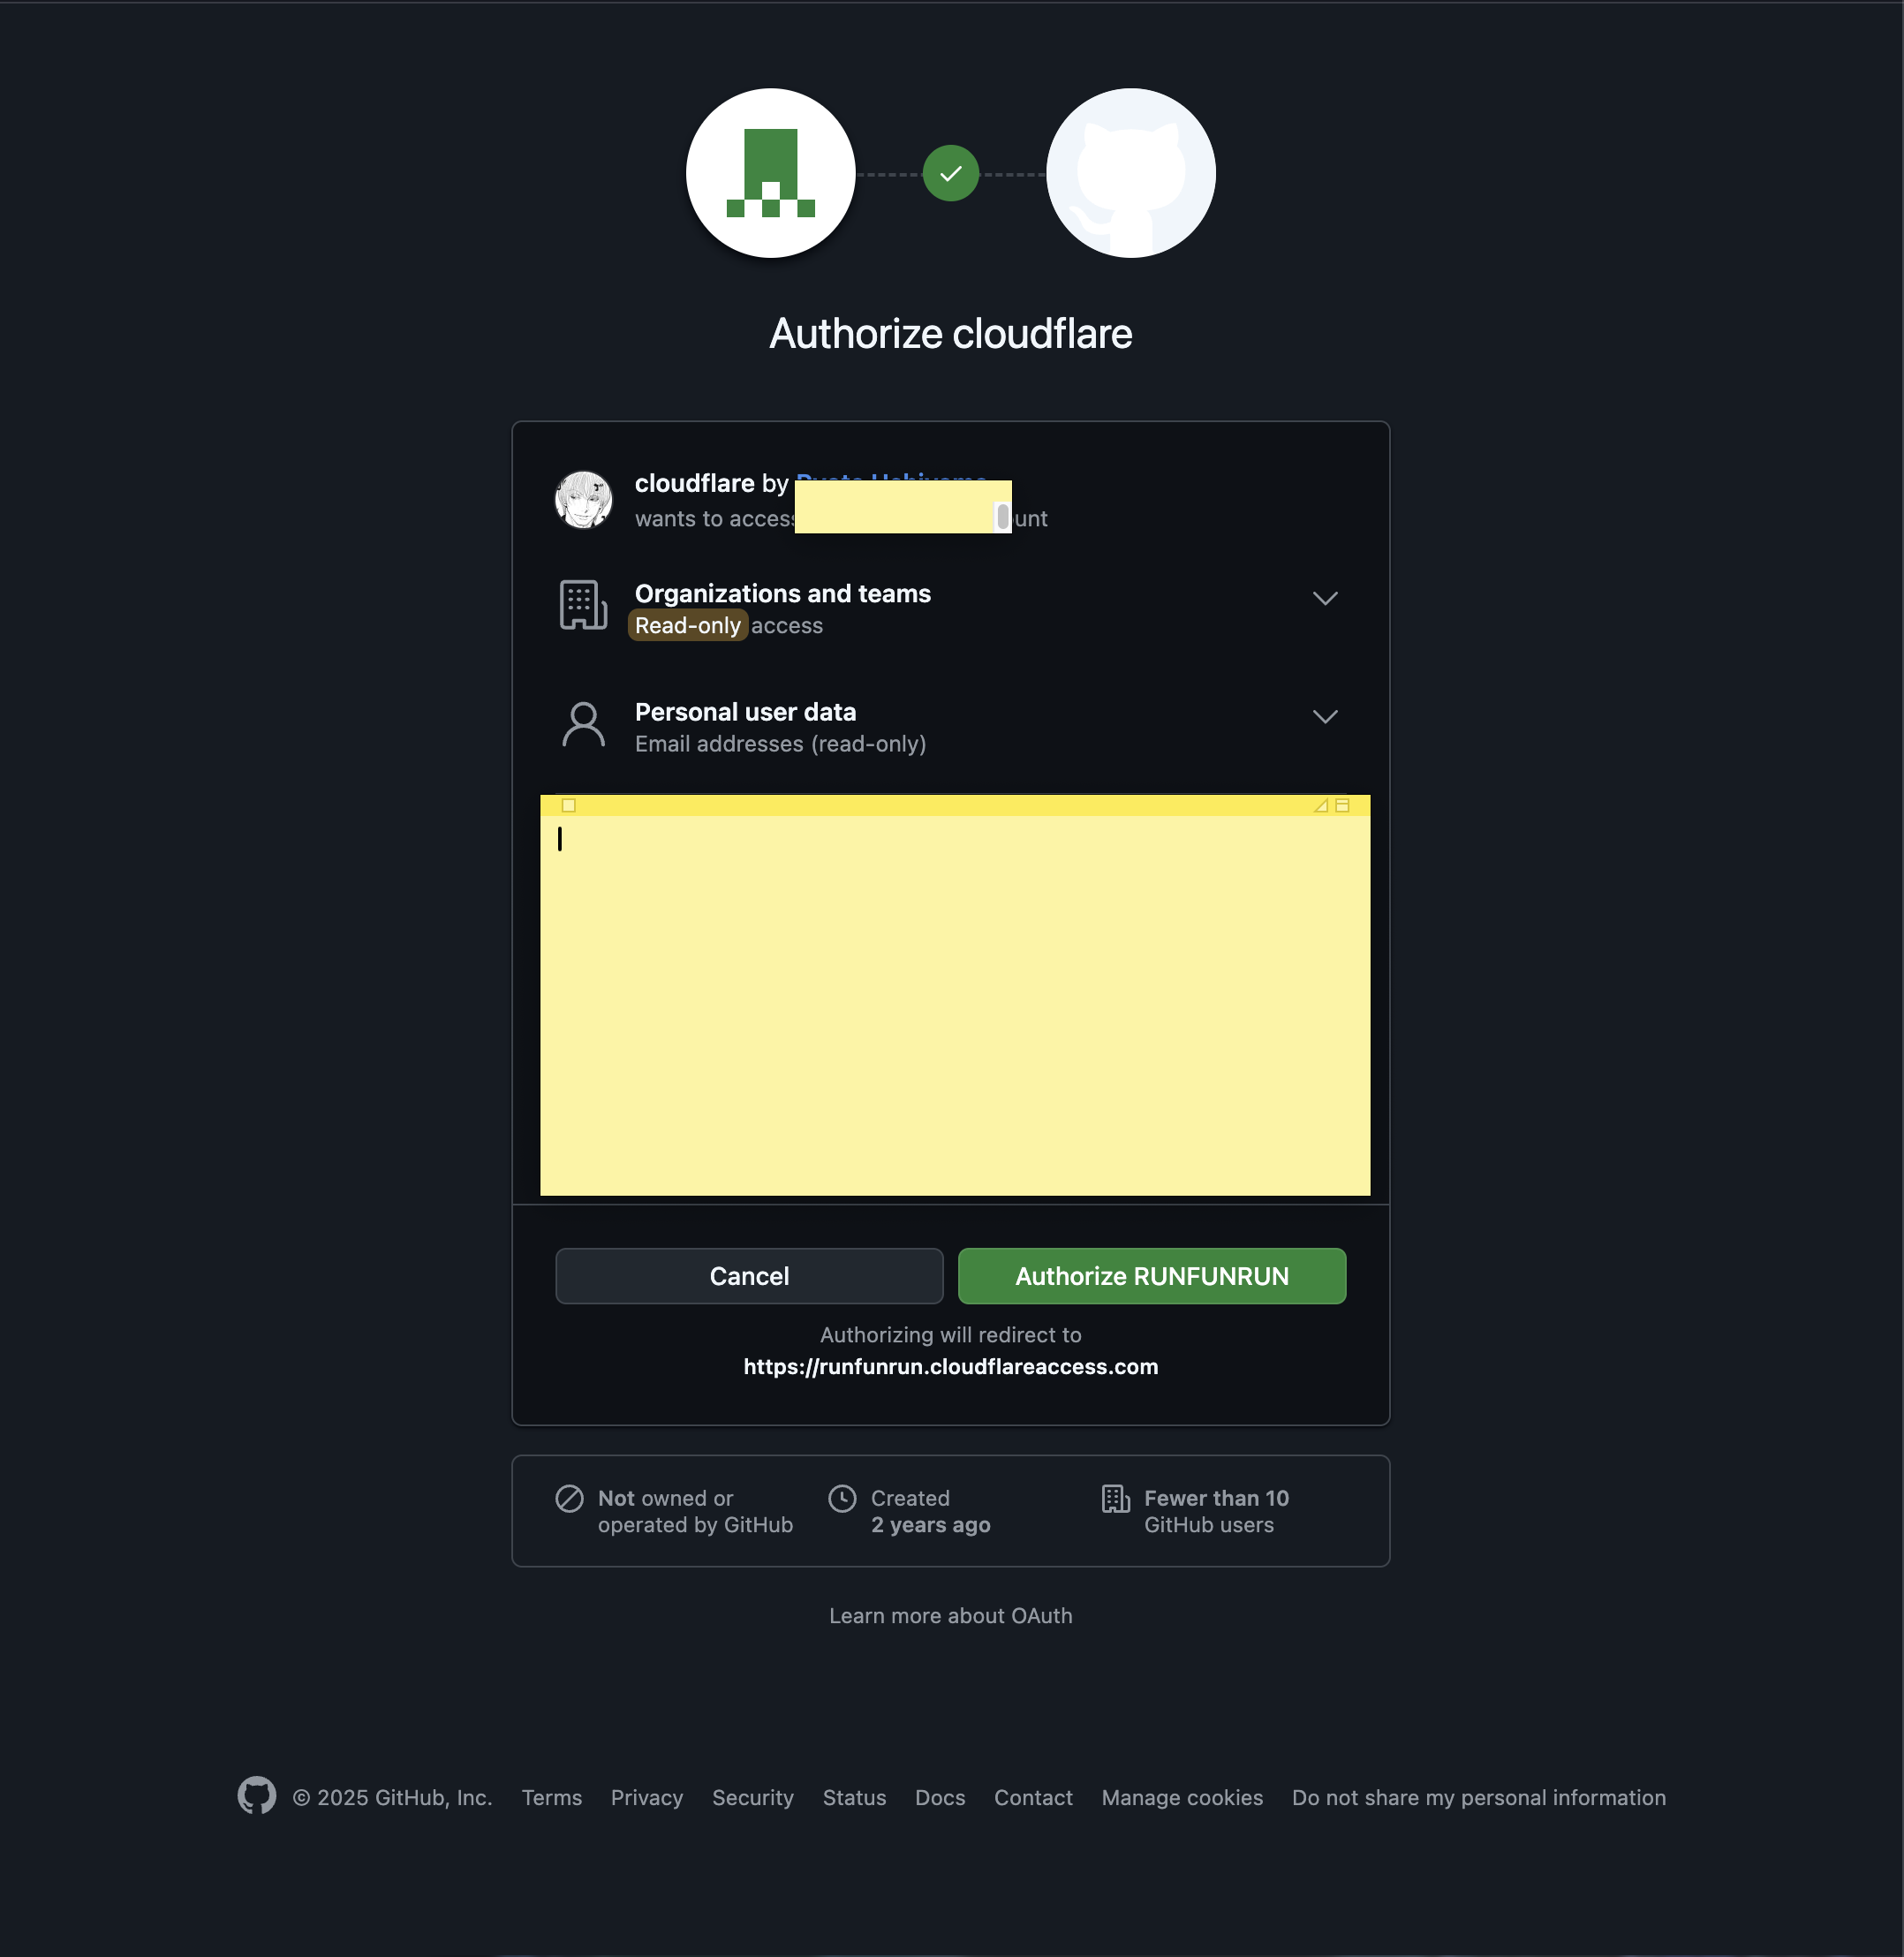 Authorize cloudflare
cloudflare by
wants to access
Organizations and teams
Read-only access
Personal user data
Email addresses (read-only)
Cancel
Authorize RUNFUNRUN
Authorizing will redirect to
https://runfunrun.cloudflareaccess.com
Not owned or
operated by GitHub
Created
2 years ago
Fewer than 10
GitHub users
Learn more about OAuth
© 2025 GitHub, Inc. Terms Privacy Security Status Docs Contact Manage cookies Do not share my personal information